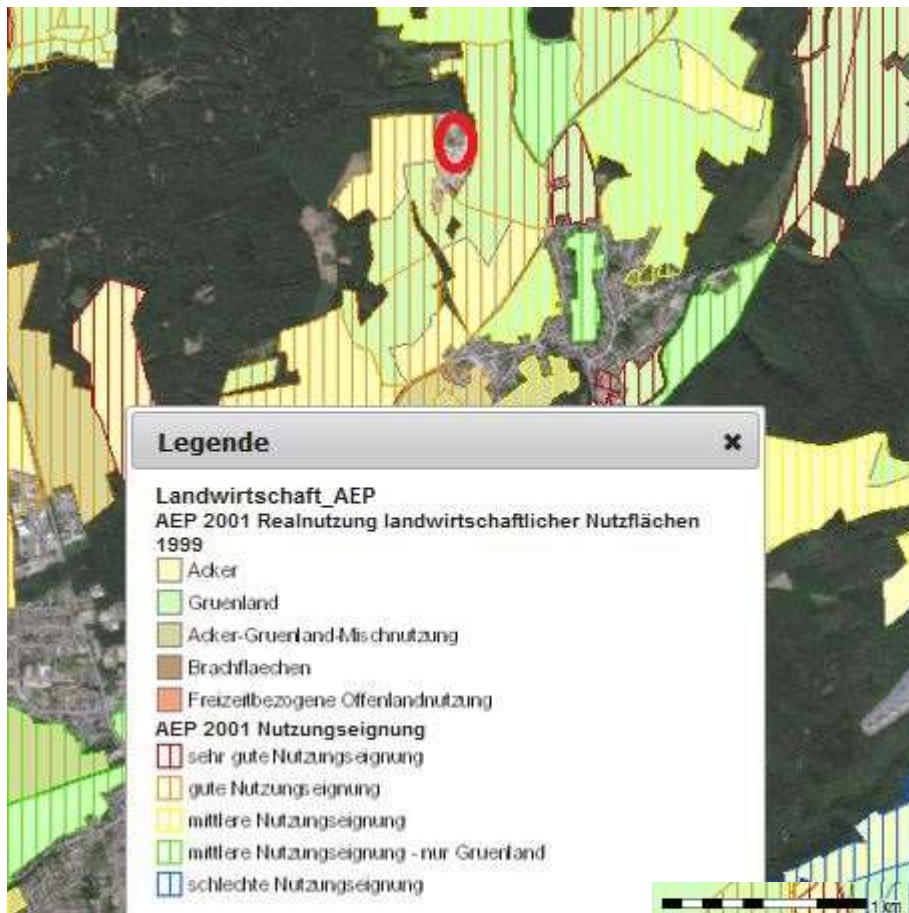 Legende ×
Landwirtschaft_AEP
AEP 2001 Realnutzung landwirtschaftlicher Nutzflächen
1999
Acker
Gruenland
Acker-Gruenland-Mischnutzung
Brachflaechen
Freizeitbezogene Offenlandnutzung
AEP 2001 Nutzungseignung
sehr gute Nutzungseignung
gute Nutzungseignung
mittlere Nutzungseignung
mittlere Nutzungseignung - nur Gruenland
schlechte Nutzungseignung
1 km